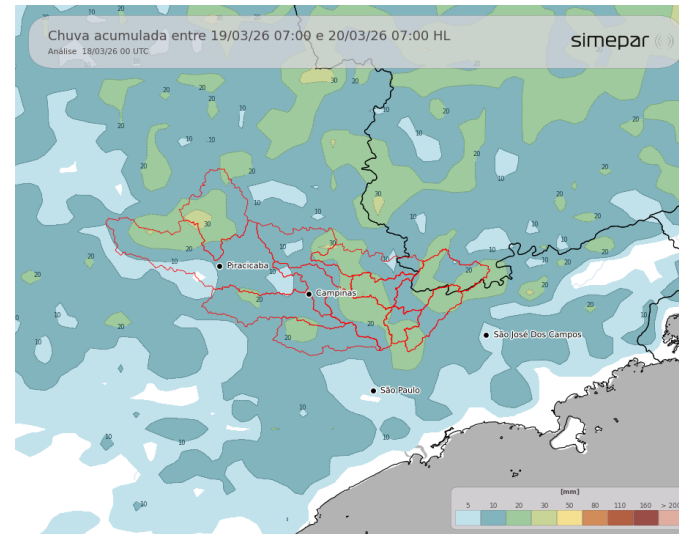 Chuva acumulada entre 19/03/26 07:00 e 20/03/26 07:00 HL
simepar
Análise 18/03/26 00 UTC
Piracicaba
Campinas
São José Dos Campos
São Paulo
[mm]
5 10 20 30 50 80 110 160 > 200